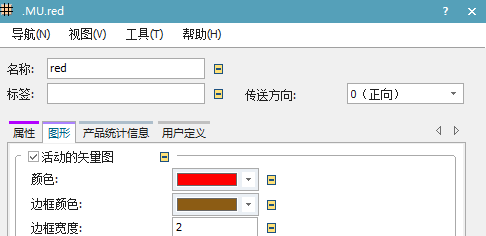 .MU.red
? ×
导航(N) 视图(V) 工具(T) 帮助(H)
名称: red
标签:
传送方向: 0（正向）
属性 图形 产品统计信息 用户定义
活动的矢量图
颜色:
边框颜色:
边框宽度: 2